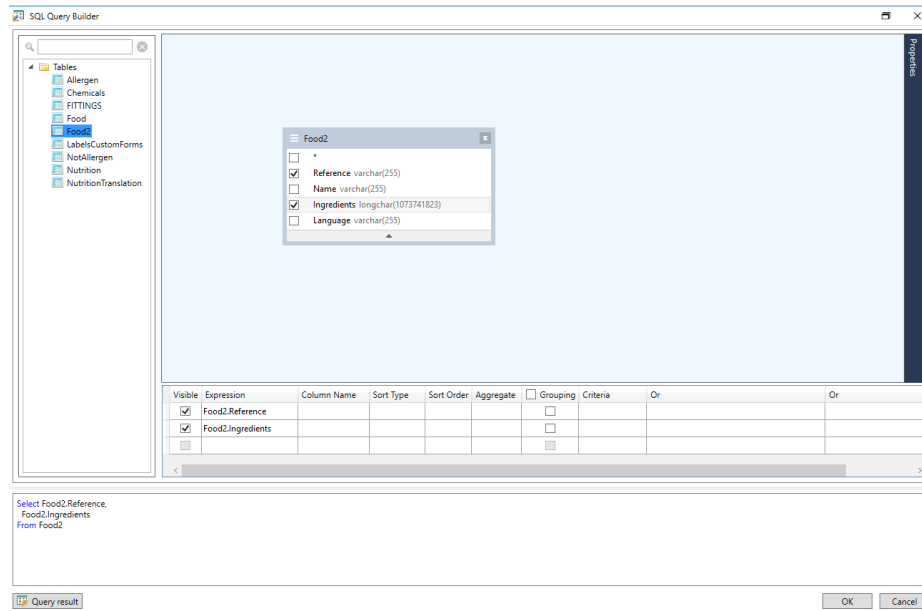 SQL Query Builder
Tables
Allergen
Chemicals
FITTINGS
Food
Food2
LabelsCustomForms
NotAllergen
Nutrition
NutritionTranslation
Properties
Food2
*
Reference varchar(255)
Name varchar(255)
Ingredients longchar(1073741823)
Language varchar(255)
Visible Expression Column Name Sort Type Sort Order Aggregate Grouping Criteria Or Or
Food2.Reference
Food2.Ingredients
Select Food2.Reference,
Food2.Ingredients
From Food2
Query result OK Cancel